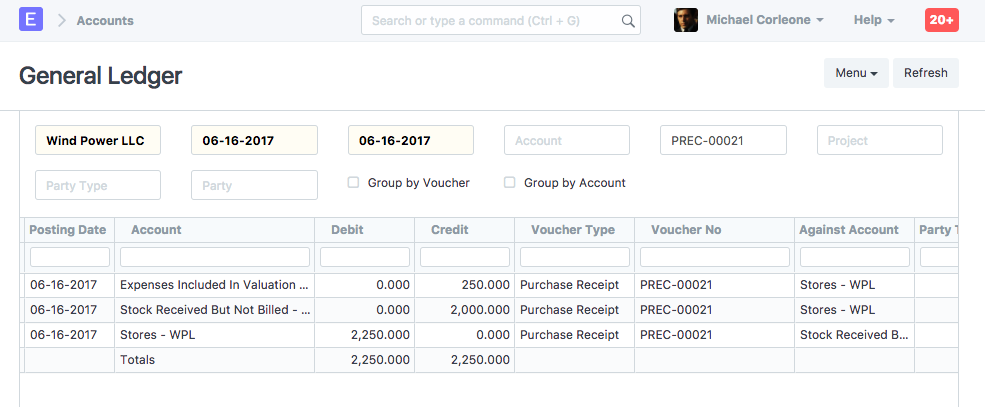 E Accounts Search or type a command (Ctrl + G) Michael Corleone Help 20+
General Ledger Menu Refresh
Wind Power LLC 06-16-2017 06-16-2017 Account PREC-00021 Project
Party Type Party Group by Voucher Group by Account
Posting Date Account Debit Credit Voucher Type Voucher No Against Account Party T
06-16-2017 Expenses Included In Valuation ... 0.000 250.000 Purchase Receipt PREC-00021 Stores - WPL
06-16-2017 Stock Received But Not Billed - ... 0.000 2,000.000 Purchase Receipt PREC-00021 Stores - WPL
06-16-2017 Stores - WPL 2,250.000 0.000 Purchase Receipt PREC-00021 Stock Received B...
Totals 2,250.000 2,250.000